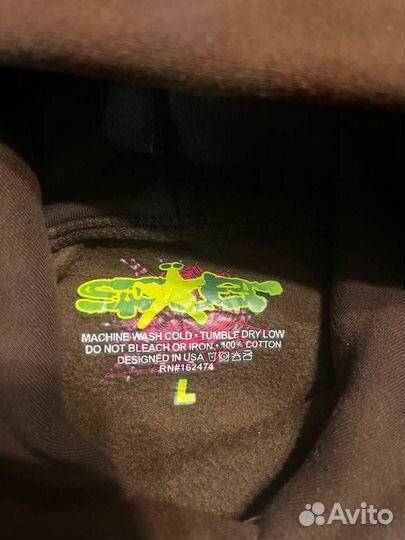 MACHINE WASH COLD • TUMBLE DRY LOW
DO NOT BLEACH OR IRON • 100% COTTON
DESIGNED IN USA
RN#162474
L
Avito